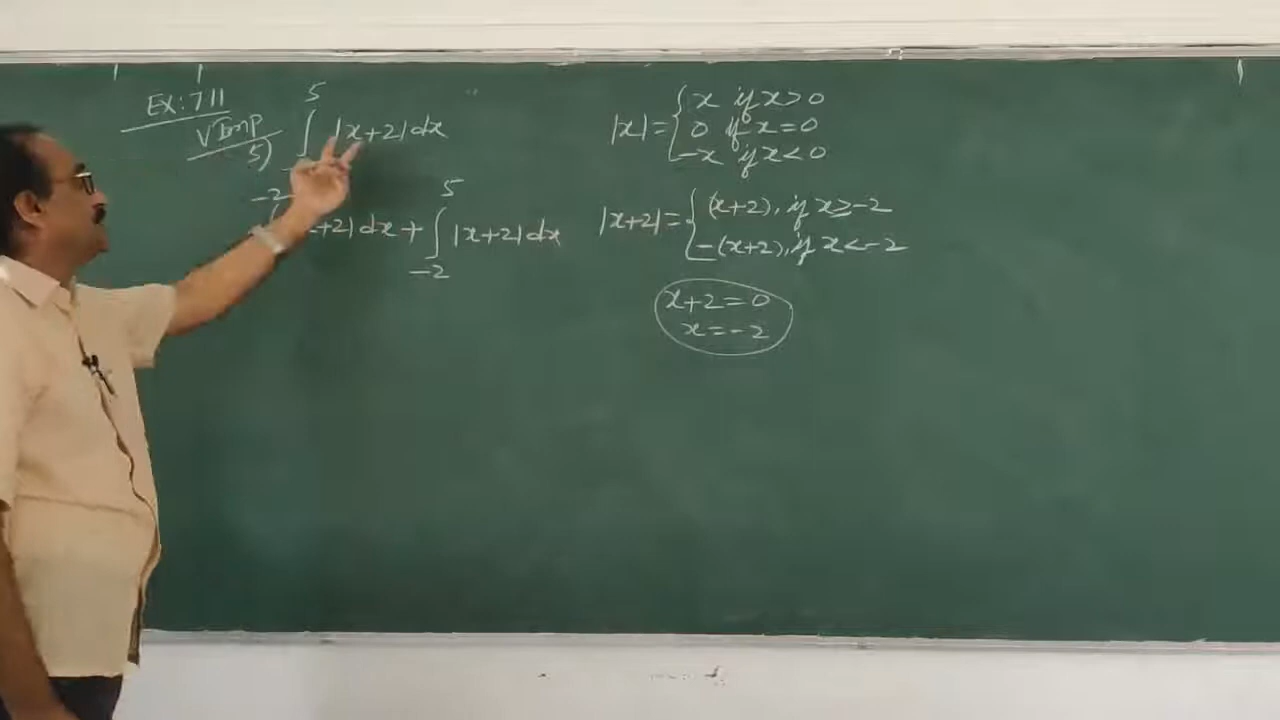 Ex: 7.11
√Imp
5) ∫ |x+2| dx
5
-2 x+2| dx + ∫_{-2}^{5} |x+2| dx
|x| = { x if x>0
0 if x=0
-x if x<0
|x+2| = { (x+2), if x≥-2
-(x+2), if x<-2
x+2=0
x=-2